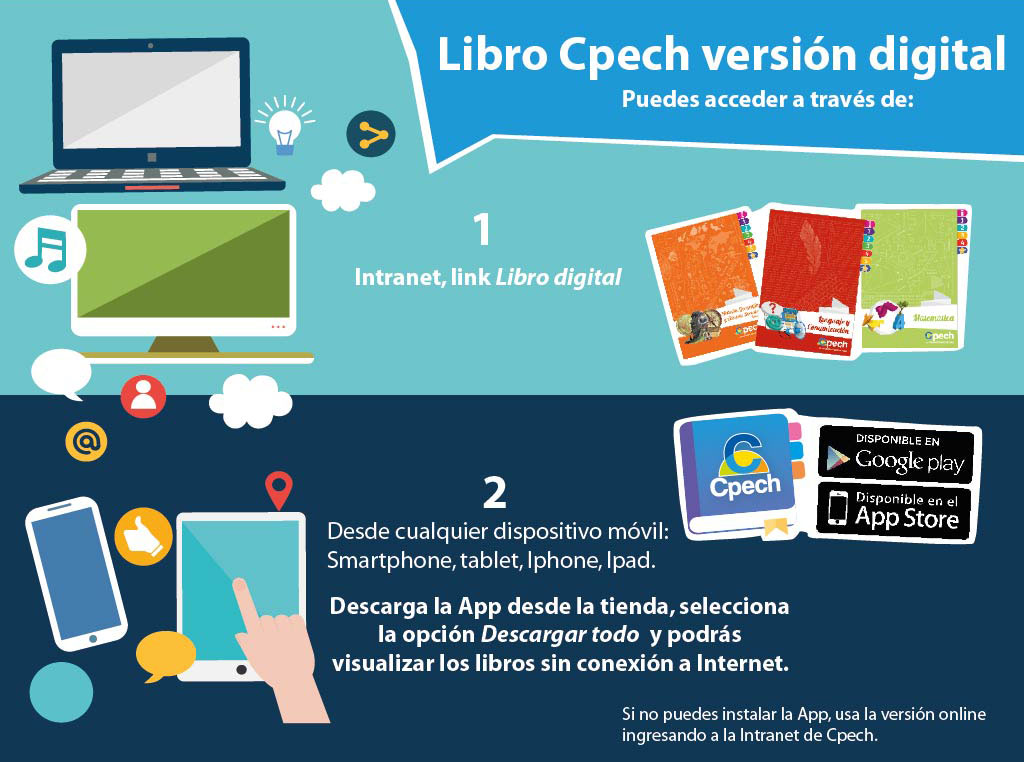 Libro Cpech versión digital
Puedes acceder a través de:
1
Intranet, link Libro digital
Lenguaje y
Comunicación
Cpech
Matemática
Cpech
2
Desde cualquier dispositivo móvil:
Smartphone, tablet, Iphone, Ipad.
Cpech
DISPONIBLE EN
Google play
Disponible en el
App Store
Descarga la App desde la tienda, selecciona
la opción Descargar todo y podrás
visualizar los libros sin conexión a Internet.
Si no puedes instalar la App, usa la versión online
ingresando a la Intranet de Cpech.